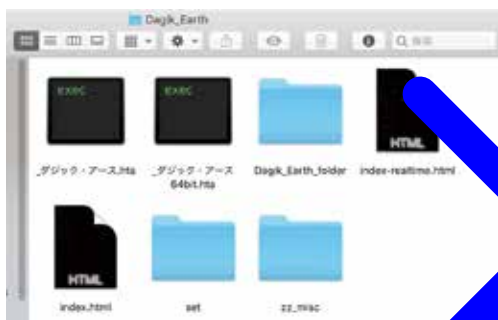 Dagik_Earth
exec
exec
HTML
_ダジック・アース.hta
_ダジック・アース
64bit.hta
Dagik_Earth_folder
index-realtime.html
HTML
index.html
set
zz_misc